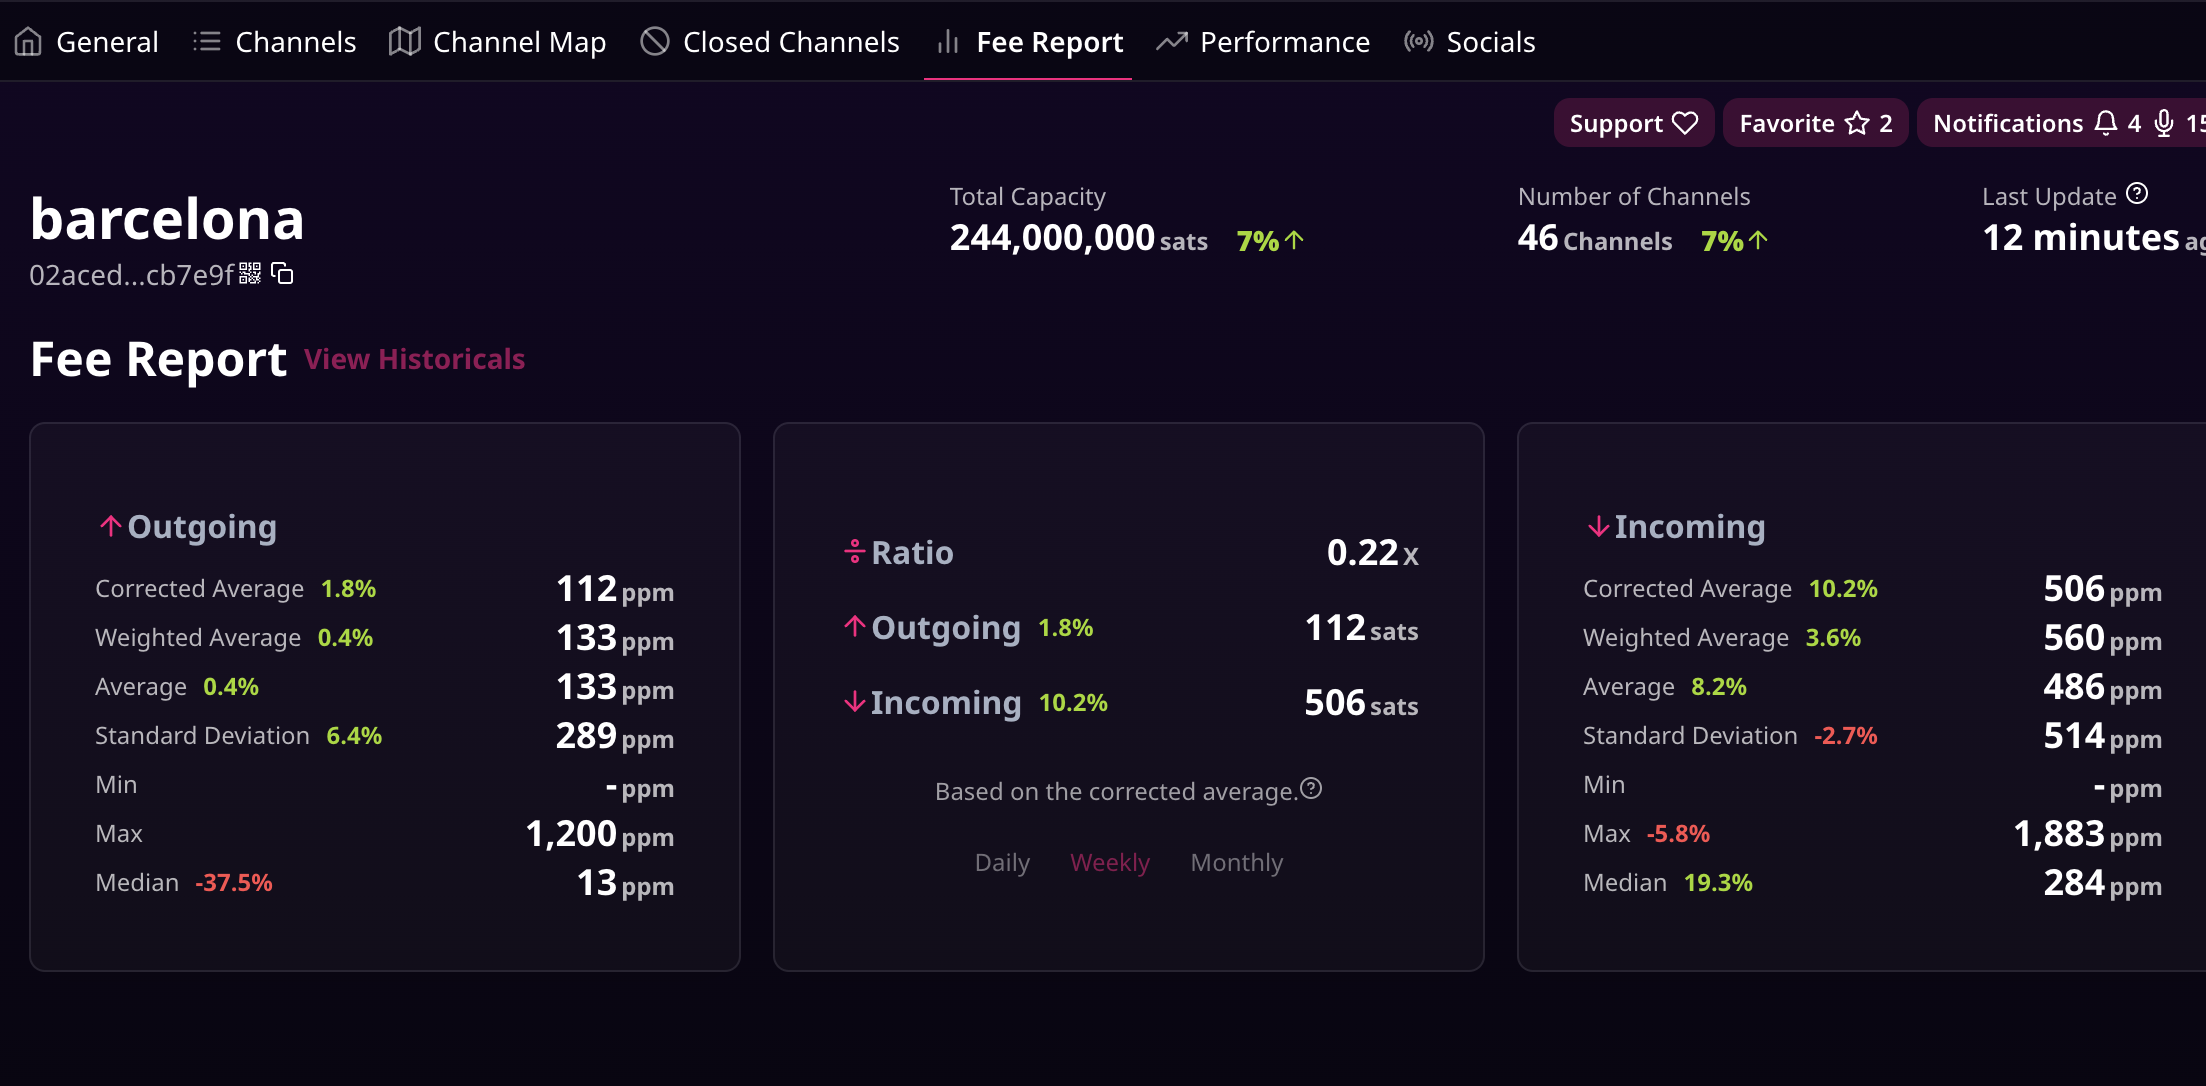 General Channels Channel Map Closed Channels Fee Report Performance Socials
Support Favorite 2 Notifications 4 15
barcelona
02aced...cb7e9f
Total Capacity
244,000,000 sats 7%
Number of Channels
46 Channels 7%
Last Update
12 minutes
Fee Report View Historicals
Outgoing
Corrected Average 1.8% 112 ppm
Weighted Average 0.4% 133 ppm
Average 0.4% 133 ppm
Standard Deviation 6.4% 289 ppm
Min - ppm
Max 1,200 ppm
Median -37.5% 13 ppm
Ratio 0.22 X
Outgoing 1.8% 112 sats
Incoming 10.2% 506 sats
Based on the corrected average.
Daily Weekly Monthly
Incoming
Corrected Average 10.2% 506 ppm
Weighted Average 3.6% 560 ppm
Average 8.2% 486 ppm
Standard Deviation -2.7% 514 ppm
Min - ppm
Max -5.8% 1,883 ppm
Median 19.3% 284 ppm